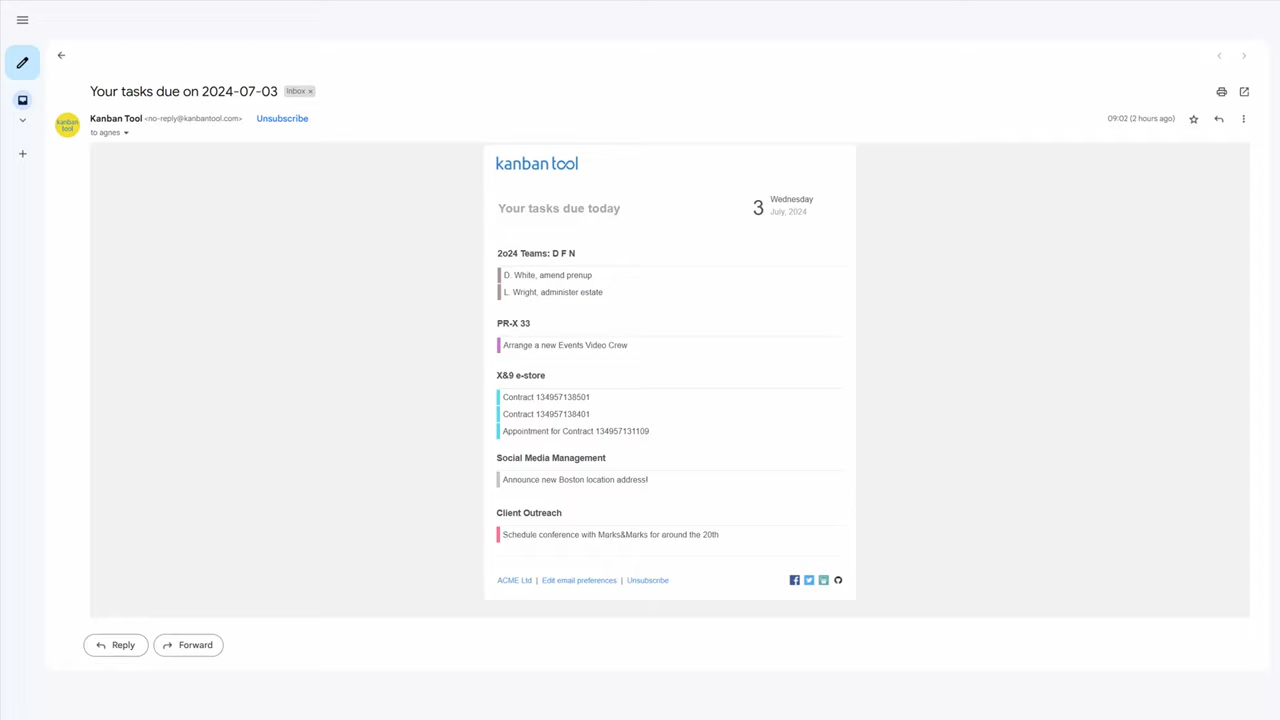 Your tasks due on 2024-07-03 Inbox x
kanban tool
Kanban Tool <no-reply@kanbantool.com> Unsubscribe 09:02 (2 hours ago)
to agnes
kanban tool
Your tasks due today
3 Wednesday
July, 2024
2o24 Teams: D F N
D. White, amend prenup
L. Wright, administer estate
PR-X 33
Arrange a new Events Video Crew
X&9 e-store
Contract 134957138501
Contract 134957138401
Appointment for Contract 134957131109
Social Media Management
Announce new Boston location address!
Client Outreach
Schedule conference with Marks&Marks for around the 20th
ACME Ltd | Edit email preferences | Unsubscribe
Reply Forward